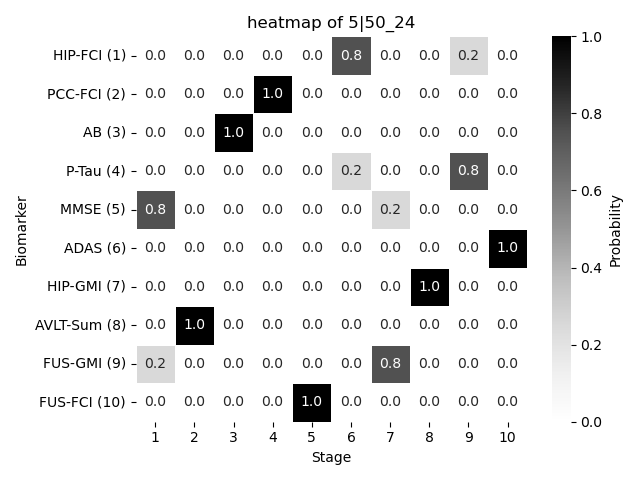 heatmap of 5|50_24
HIP-FCI (1) 0.0 0.0 0.0 0.0 0.0 0.8 0.0 0.0 0.2 0.0
PCC-FCI (2) 0.0 0.0 0.0 1.0 0.0 0.0 0.0 0.0 0.0 0.0
AB (3) 0.0 0.0 1.0 0.0 0.0 0.0 0.0 0.0 0.0 0.0
P-Tau (4) 0.0 0.0 0.0 0.0 0.0 0.2 0.0 0.0 0.8 0.0
MMSE (5) 0.8 0.0 0.0 0.0 0.0 0.0 0.2 0.0 0.0 0.0
ADAS (6) 0.0 0.0 0.0 0.0 0.0 0.0 0.0 0.0 0.0 1.0
HIP-GMI (7) 0.0 0.0 0.0 0.0 0.0 0.0 0.0 1.0 0.0 0.0
AVLT-Sum (8) 0.0 1.0 0.0 0.0 0.0 0.0 0.0 0.0 0.0 0.0
FUS-GMI (9) 0.2 0.0 0.0 0.0 0.0 0.0 0.8 0.0 0.0 0.0
FUS-FCI (10) 0.0 0.0 0.0 0.0 1.0 0.0 0.0 0.0 0.0 0.0
1 2 3 4 5 6 7 8 9 10
Stage
Biomarker
1.0
0.8
0.6
0.4
0.2
0.0
Probability